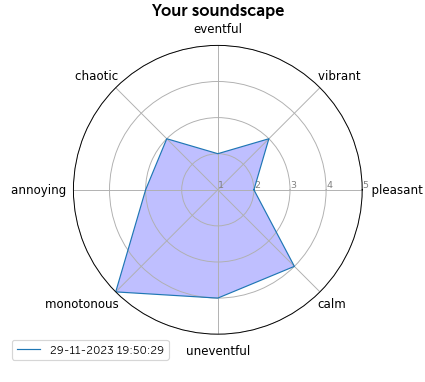 Your soundscape
eventful
chaotic
vibrant
annoying
1
2
3
4
5
pleasant
monotonous
calm
uneventful
29-11-2023 19:50:29